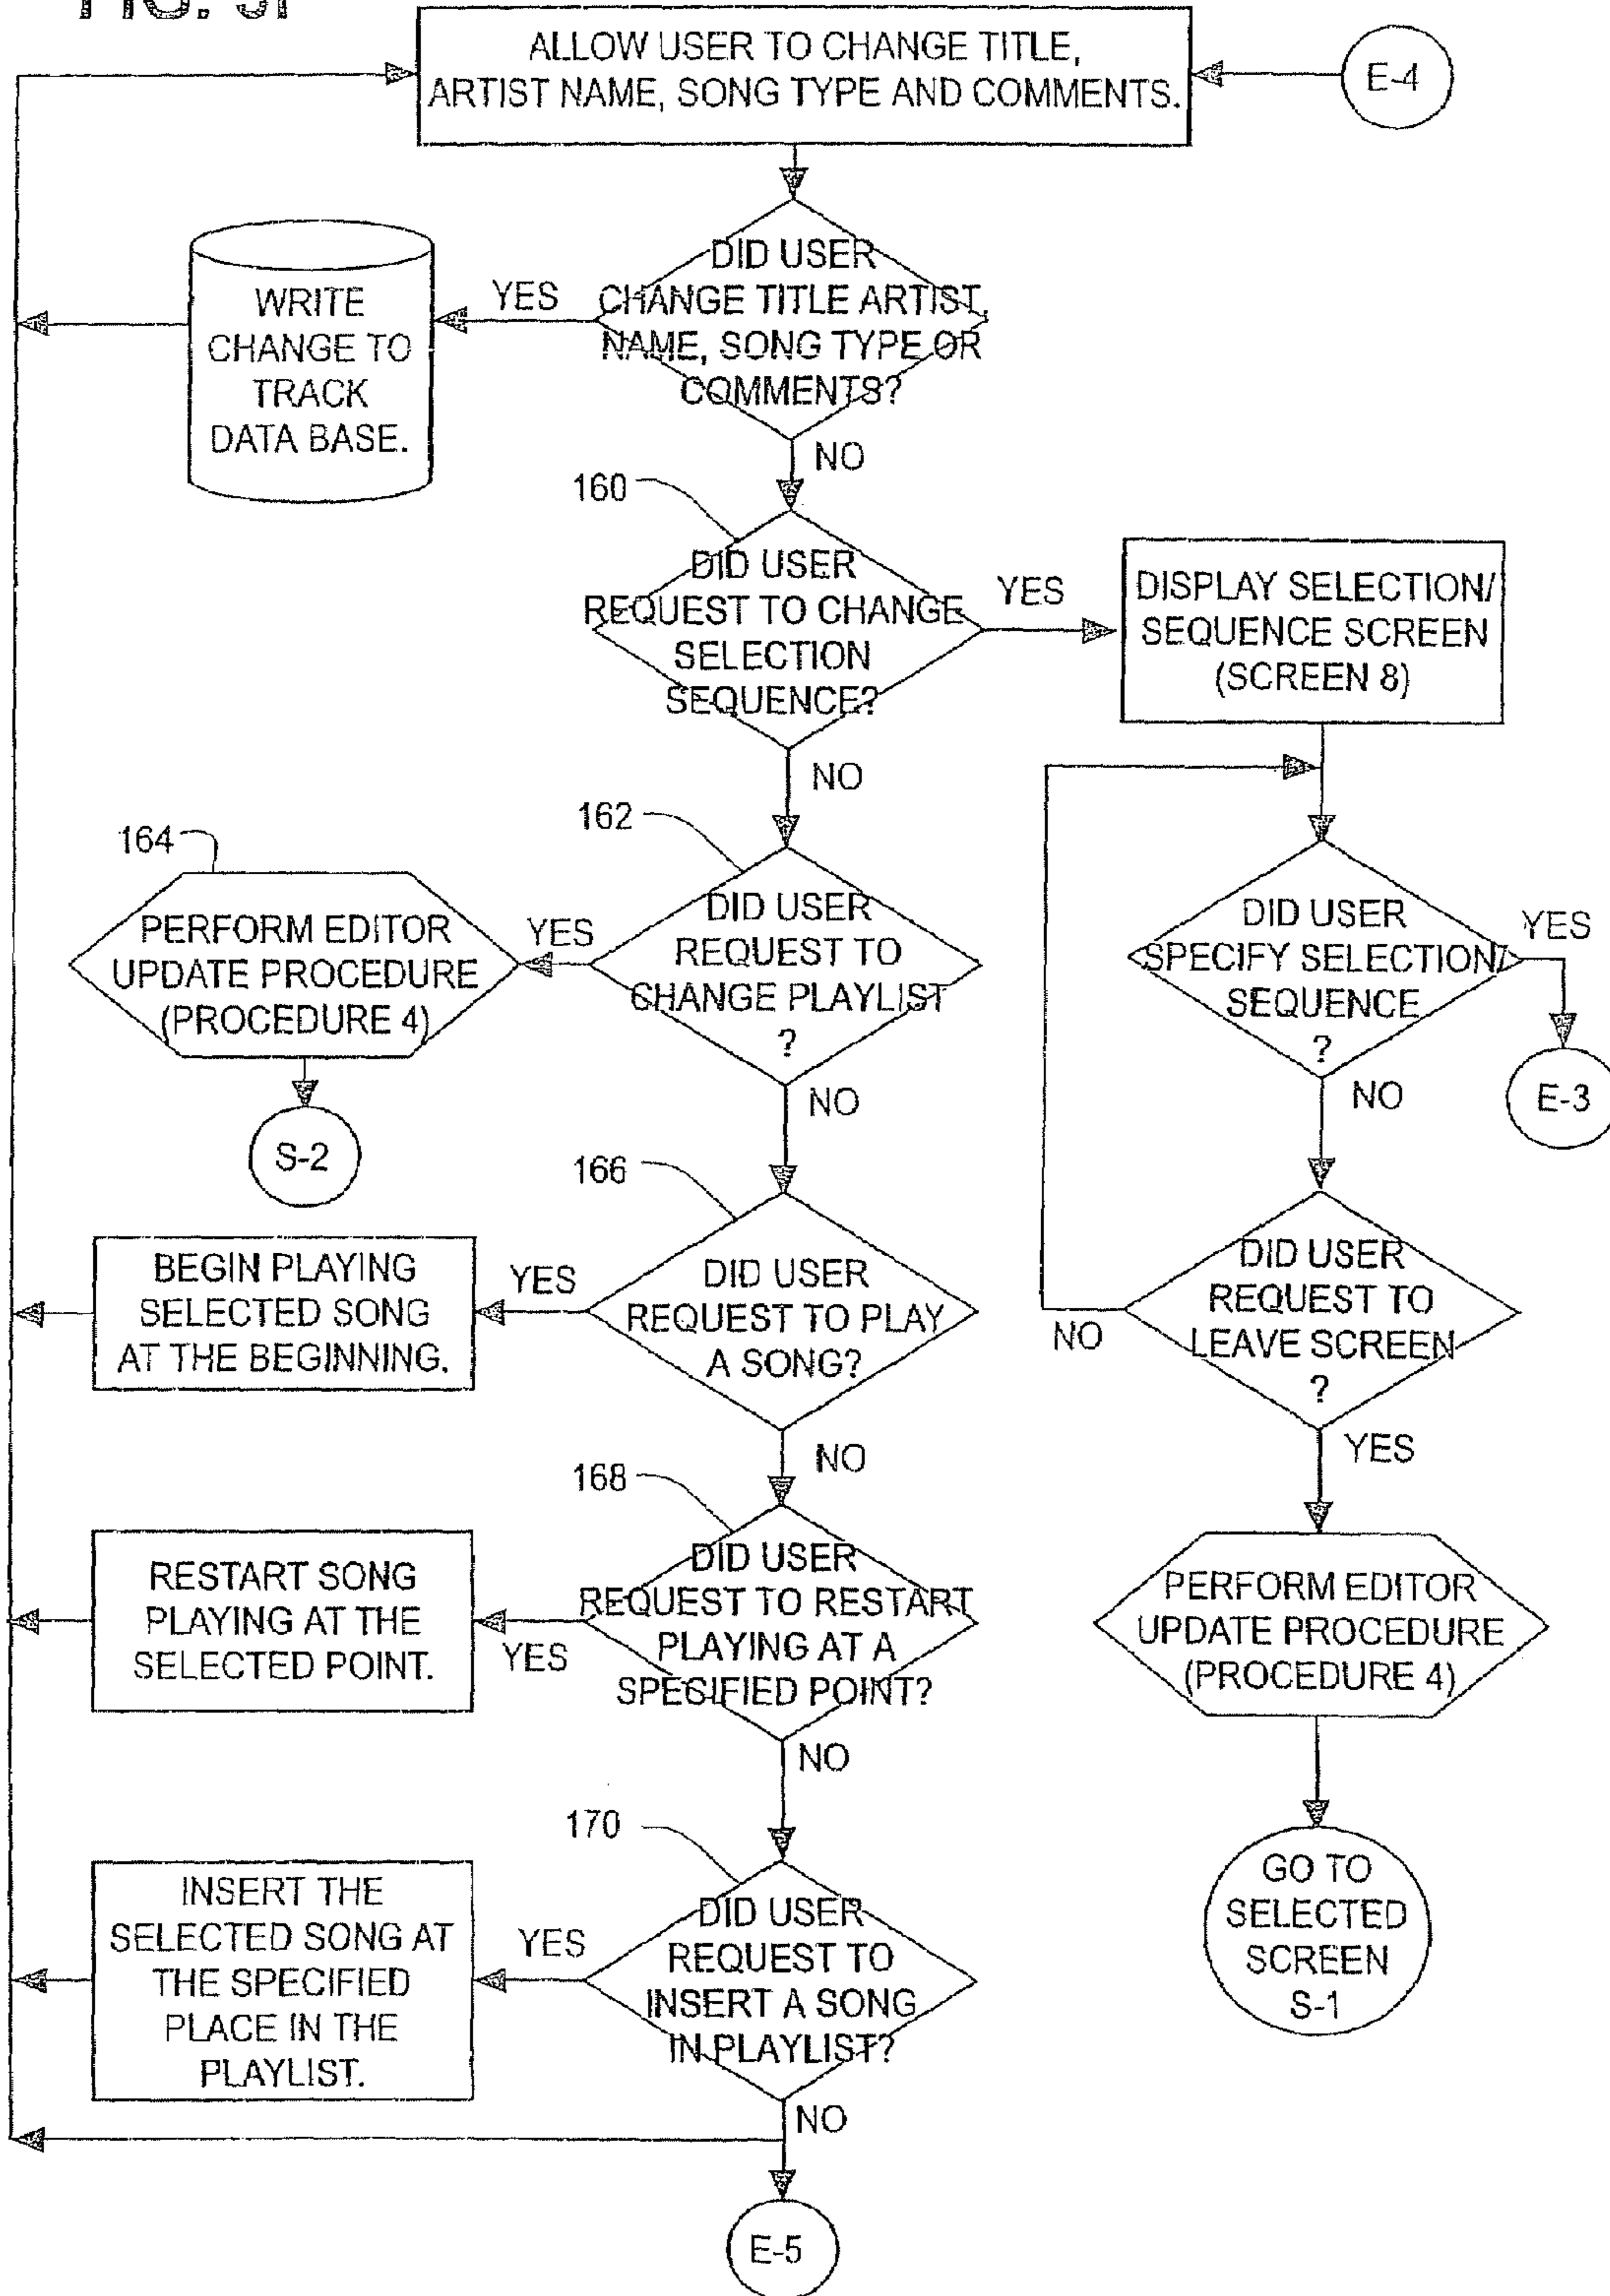 ALLOW USER TO CHANGE TITLE,
ARTIST NAME, SONG TYPE AND COMMENTS.
E-4
DID USER
CHANGE TITLE ARTIST,
NAME, SONG TYPE OR
COMMENTS?
YES
WRITE
CHANGE TO
TRACK
DATA BASE.
NO
160
DID USER
REQUEST TO CHANGE
SELECTION
SEQUENCE?
YES
DISPLAY SELECTION/
SEQUENCE SCREEN
(SCREEN 8)
NO
162
DID USER
REQUEST TO
CHANGE PLAYLIST
?
YES
164
PERFORM EDITOR
UPDATE PROCEDURE
(PROCEDURE 4)
S-2
NO
DID USER
SPECIFY SELECTION/
SEQUENCE
?
YES
E-3
NO
166
DID USER
REQUEST TO PLAY
A SONG?
YES
BEGIN PLAYING
SELECTED SONG
AT THE BEGINNING.
NO
DID USER
REQUEST TO
LEAVE SCREEN
?
NO
YES
168
DID USER
REQUEST TO RESTART
PLAYING AT A
SPECIFIED POINT?
YES
RESTART SONG
PLAYING AT THE
SELECTED POINT.
NO
PERFORM EDITOR
UPDATE PROCEDURE
(PROCEDURE 4)
170
DID USER
REQUEST TO
INSERT A SONG
IN PLAYLIST?
YES
INSERT THE
SELECTED SONG AT
THE SPECIFIED
PLACE IN THE
PLAYLIST.
NO
GO TO
SELECTED
SCREEN
S-1
E-5